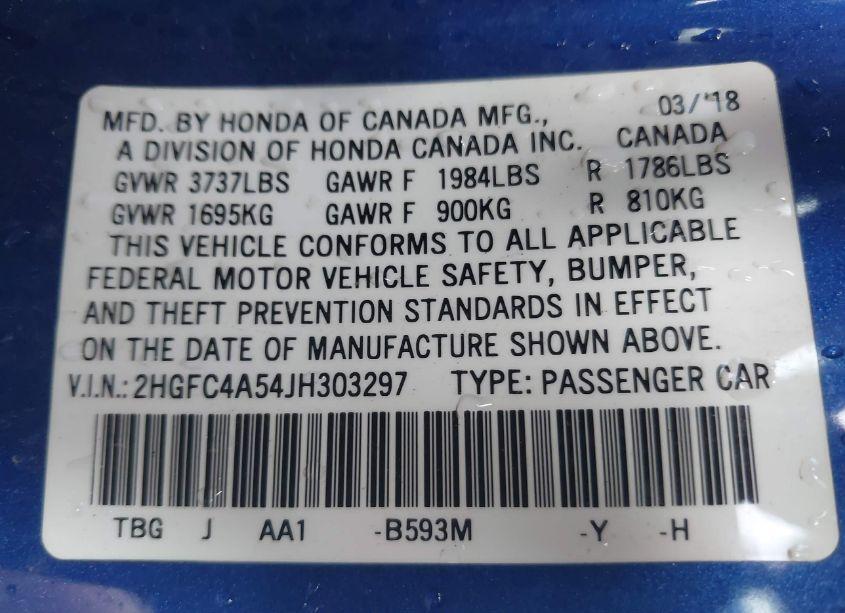 MFD. BY HONDA OF CANADA MFG., 03/'18
A DIVISION OF HONDA CANADA INC. CANADA
GVWR 3737LBS GAWR F 1984LBS R 1786LBS
GVWR 1695KG GAWR F 900KG R 810KG
THIS VEHICLE CONFORMS TO ALL APPLICABLE
FEDERAL MOTOR VEHICLE SAFETY, BUMPER,
AND THEFT PREVENTION STANDARDS IN EFFECT
ON THE DATE OF MANUFACTURE SHOWN ABOVE.
V.I.N.: 2HGFC4A54JH303297 TYPE: PASSENGER CAR
TBG J AA1 -B593M -Y -H